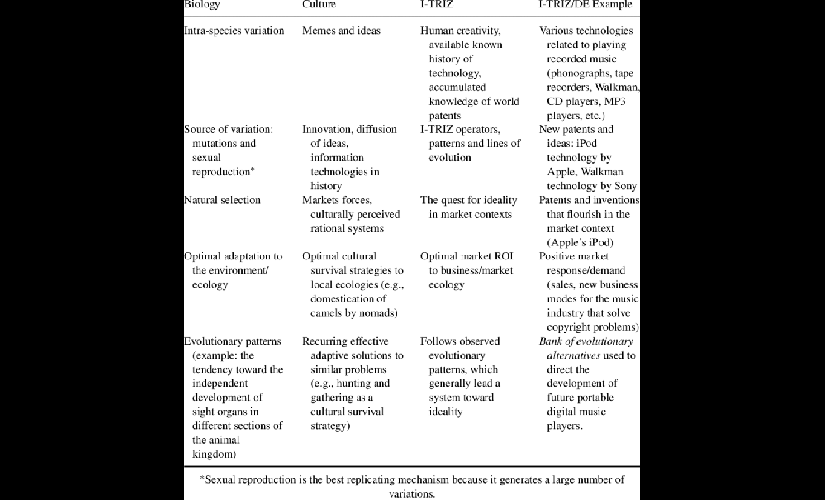 Biology Culture I-TRIZ I-TRIZ/DE Example
Intra-species variation Memes and ideas Human creativity, Various technologies
available known related to playing
history of recorded music
technology, (phonographs, tape
accumulated recorders, Walkman,
knowledge of world CD players, MP3
patents players, etc.)
Source of variation: Innovation, diffusion I-TRIZ operators, New patents and
mutations and of ideas, patterns and lines of ideas: iPod
sexual information evolution technology by
reproduction* technologies in Apple, Walkman
history technology by Sony
Natural selection Markets forces, The quest for ideality Patents and inventions
culturally perceived in market contexts that flourish in the
rational systems market context
(Apple's iPod)
Optimal adaptation to Optimal cultural Optimal market ROI Positive market
the environment/ survival strategies to to business/market response/demand
ecology local ecologies (e.g., ecology (sales, new business
domestication of modes for the music
camels by nomads) industry that solve
copyright problems)
Evolutionary patterns Recurring effective Follows observed Bank of evolutionary
(example: the adaptive solutions to evolutionary alternatives used to
tendency toward the similar problems patterns, which direct the
independent (e.g., hunting and generally lead a development of
development of gathering as a system toward future portable
sight organs in cultural survival ideality digital music
different sections of strategy) players.
the animal
kingdom)
*Sexual reproduction is the best replicating mechanism because it generates a large number of
variations.